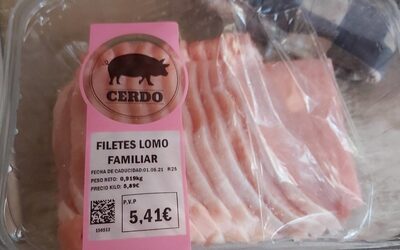 CERDO
FILETES LOMO
FAMILIAR
FECHA DE CADUCIDAD:01.06.21 R25
PESO NETO: 0,919kg
PRECIO KILO: 5,89€
P.V.P
5,41€